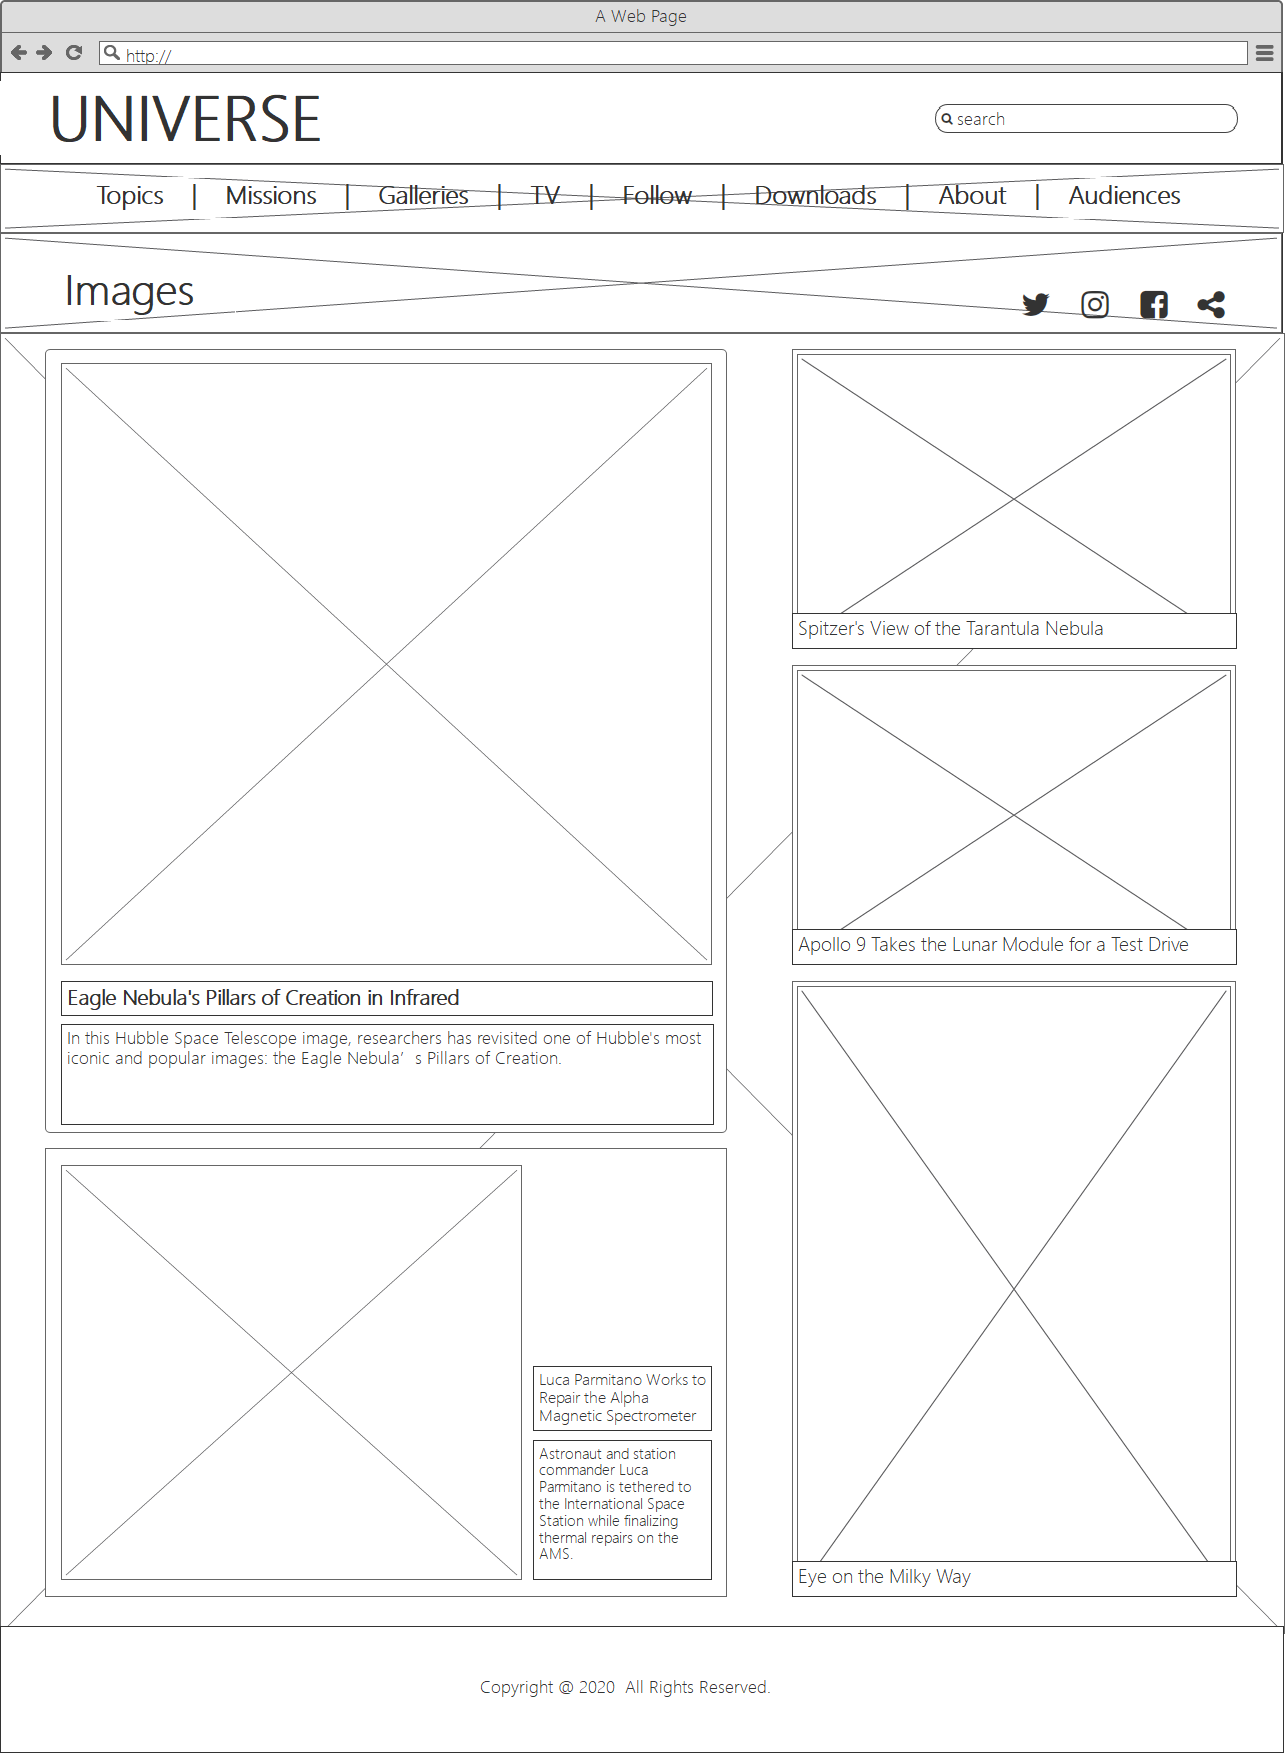 A Web Page
http://
UNIVERSE
search
Topics | Missions | Galleries | TV | Follow | Downloads | About | Audiences
Images
Eagle Nebula's Pillars of Creation in Infrared
In this Hubble Space Telescope image, researchers has revisited one of Hubble's most
iconic and popular images: the Eagle Nebula’s Pillars of Creation.
Luca Parmitano Works to
Repair the Alpha
Magnetic Spectrometer
Astronaut and station
commander Luca
Parmitano is tethered to
the International Space
Station while finalizing
thermal repairs on the
AMS.
Spitzer's View of the Tarantula Nebula
Apollo 9 Takes the Lunar Module for a Test Drive
Eye on the Milky Way
Copyright @ 2020  All Rights Reserved.